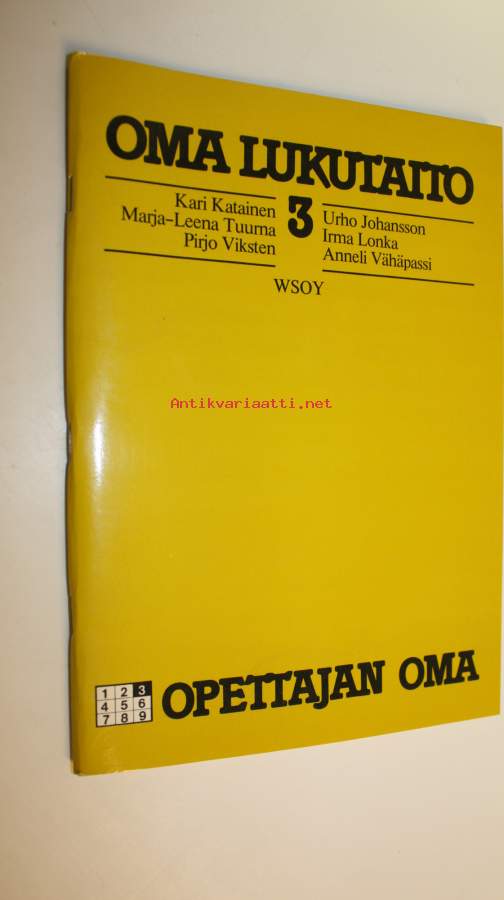 OMA LUKUTAITO
3
Kari Katainen
Marja-Leena Tuurna
Pirjo Viksten
Urho Johansson
Irma Lonka
Anneli Vähäpassi
WSOY
Antikvariaatti.net
1 2 3
4 5 6
7 8 9
OPETTAJAN OMA